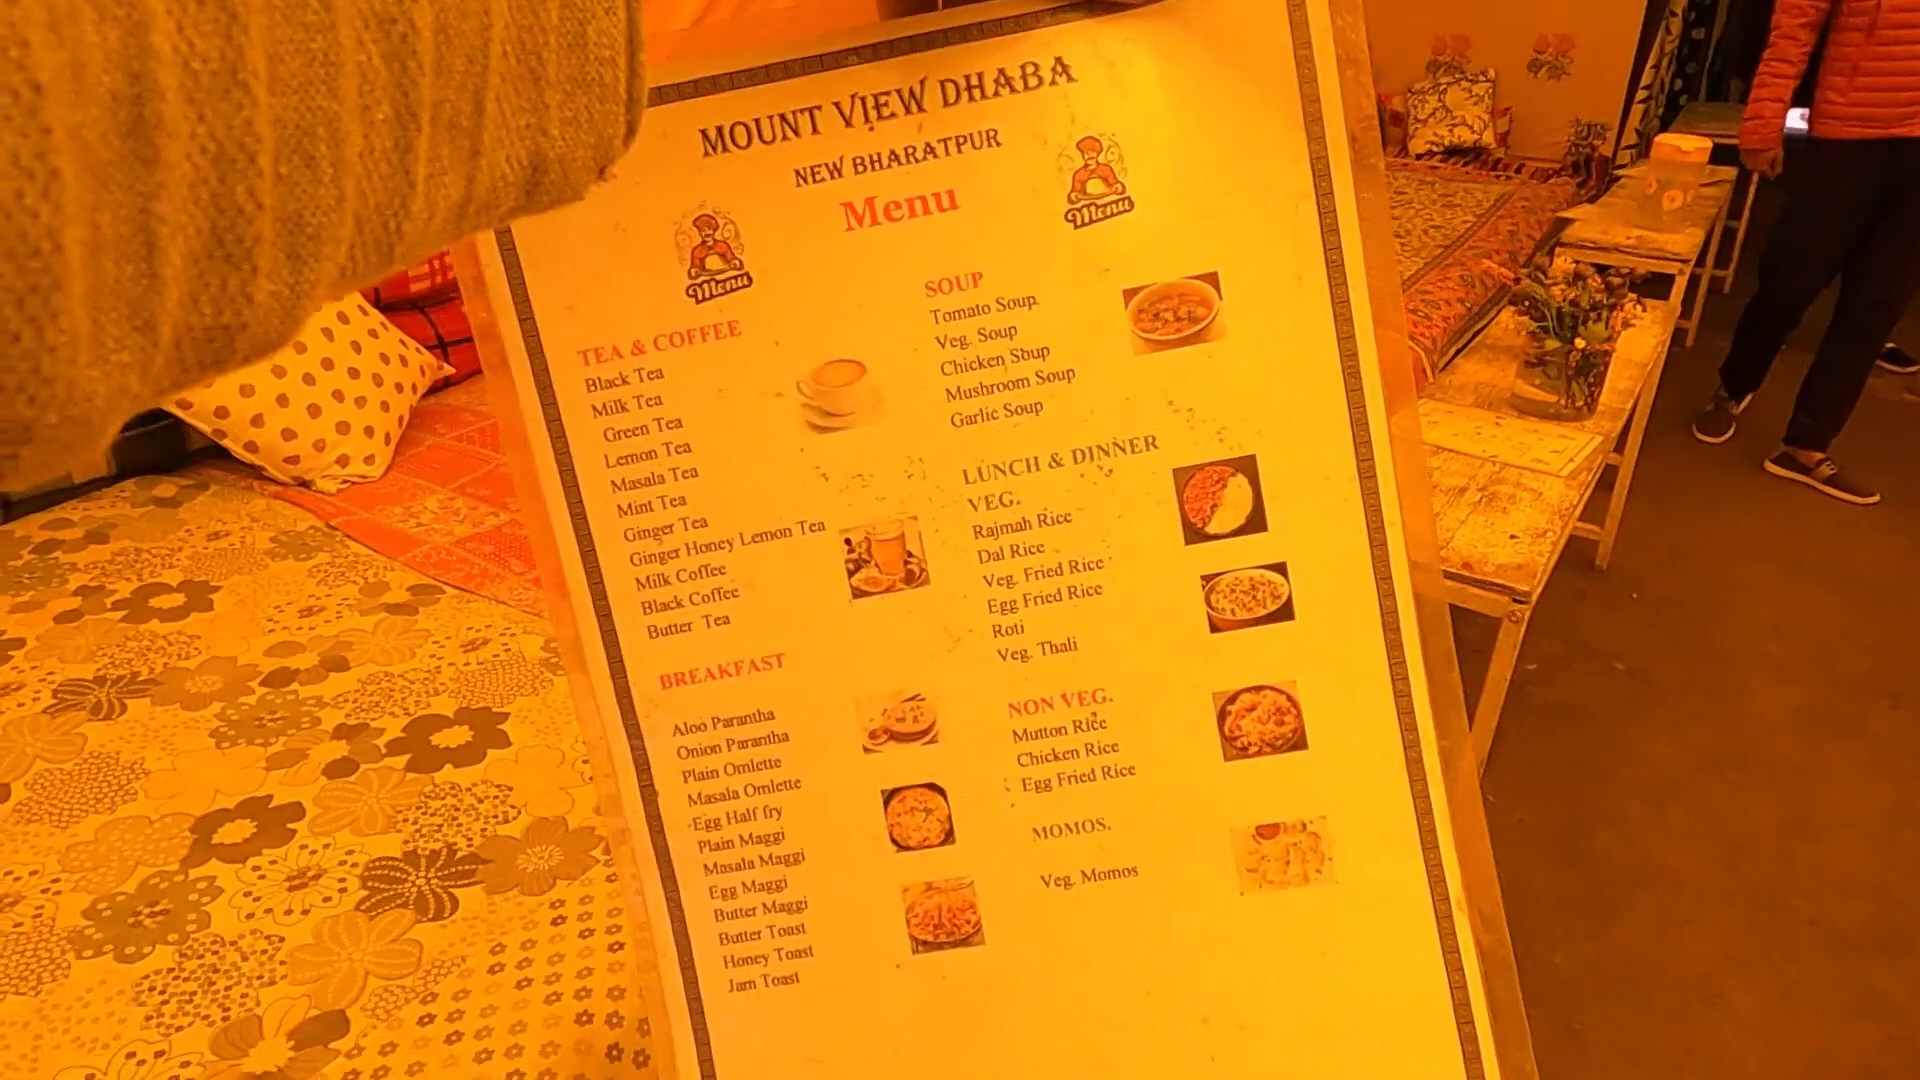 MOUNT VIEW DHABA
NEW BHARATPUR
Menu
Menu
Menu
TEA & COFFEE
Black Tea
Milk Tea
Green Tea
Lemon Tea
Masala Tea
Mint Tea
Ginger Tea
Ginger Honey Lemon Tea
Milk Coffee
Black Coffee
Butter Tea
BREAKFAST
Aloo Parantha
Onion Parantha
Plain Omlette
Masala Omlette
Egg Half fry
Plain Maggi
Masala Maggi
Egg Maggi
Butter Maggi
Butter Toast
Honey Toast
Jam Toast
SOUP
Tomato Soup
Veg. Soup
Chicken Soup
Mushroom Soup
Garlic Soup
LUNCH & DINNER
VEG.
Rajmah Rice
Dal Rice
Veg. Fried Rice
Egg Fried Rice
Roti
Veg. Thali
NON VEG.
Mutton Rice
Chicken Rice
Egg Fried Rice
MOMOS.
Veg. Momos